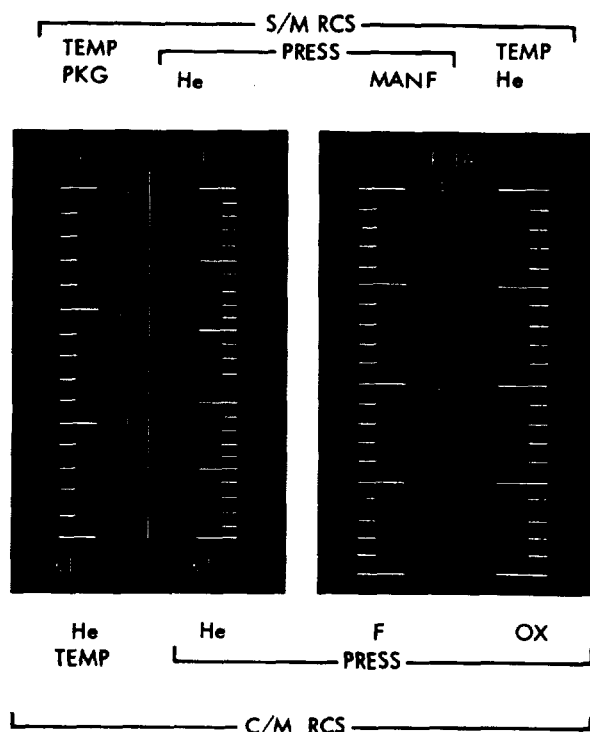 S/M RCS
TEMP PKG
PRESS
He
MANF
TEMP He
He TEMP
He
F
OX
PRESS
C/M RCS